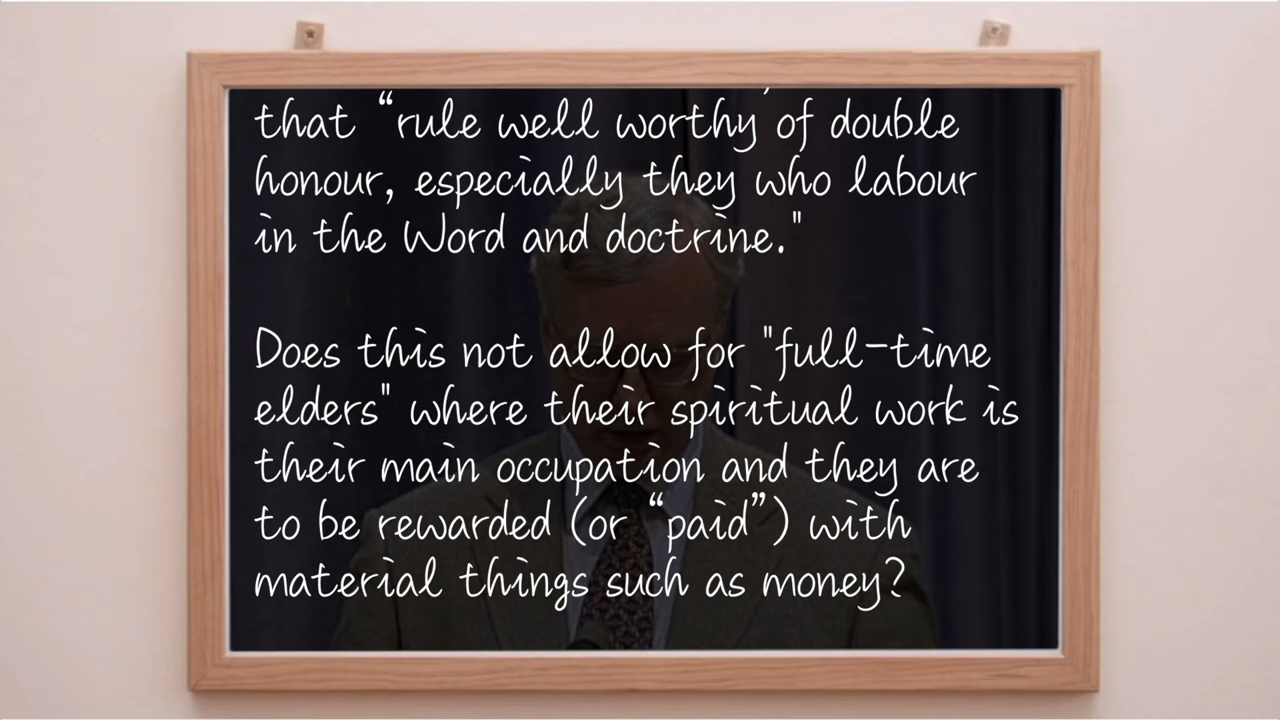 that “rule well worthy of double
honour, especially they who labour
in the Word and doctrine."
Does this not allow for "full-time
elders" where their spiritual work is
their main occupation and they are
to be rewarded (or “paid”) with
material things such as money?